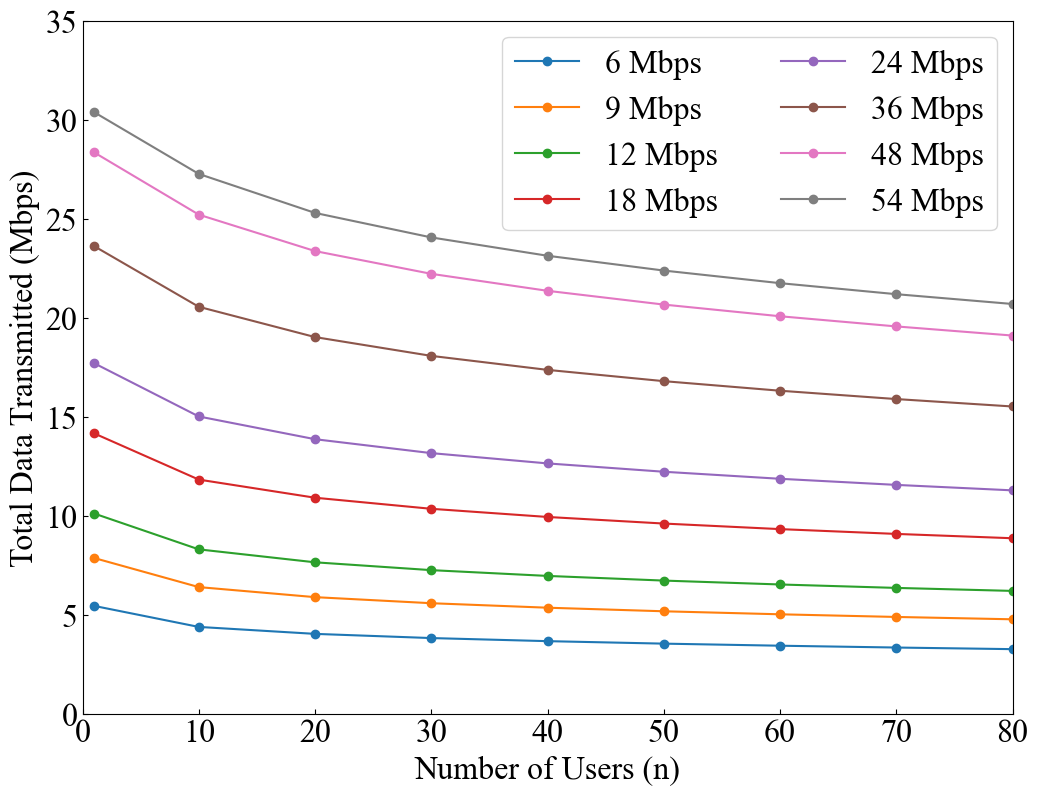 35
30
25
20
15
10
5
0
Total Data Transmitted (Mbps)
6 Mbps
9 Mbps
12 Mbps
18 Mbps
24 Mbps
36 Mbps
48 Mbps
54 Mbps
0 10 20 30 40 50 60 70 80
Number of Users (n)